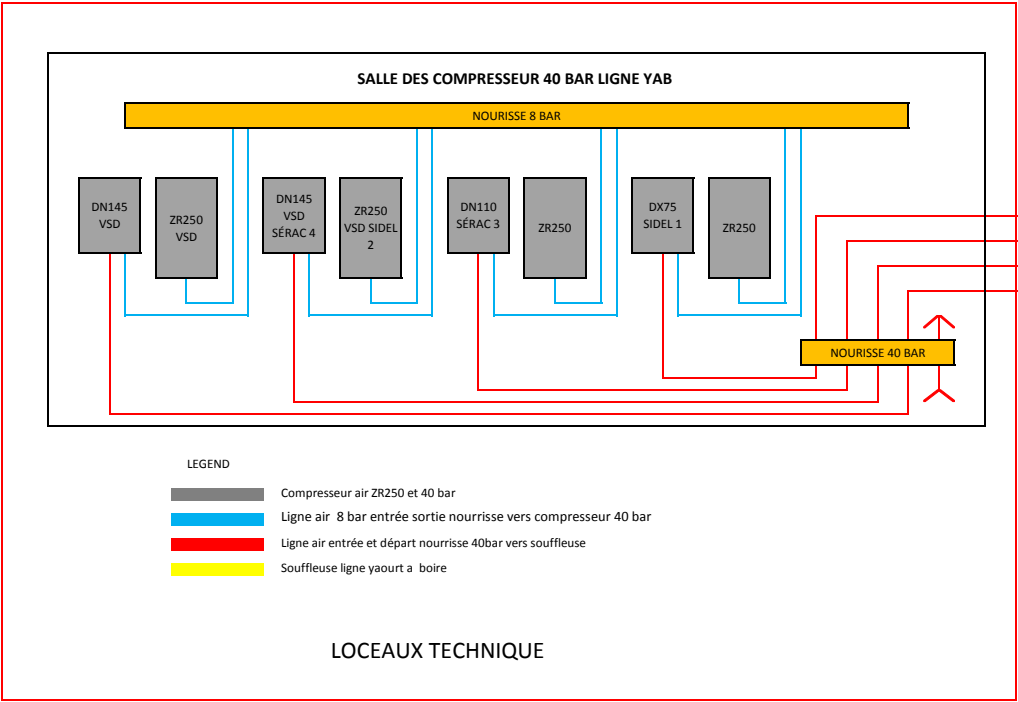 SALLE DES COMPRESSEUR 40 BAR LIGNE YAB
NOURISSE 8 BAR
DN145
VSD
ZR250
VSD
DN145
VSD
SÉRAC 4
ZR250
VSD SIDEL
2
DN110
SÉRAC 3
ZR250
DX75
SIDEL 1
ZR250
NOURISSE 40 BAR
LEGEND
Compresseur air ZR250 et 40 bar
Ligne air 8 bar entrée sortie nourrisse vers compresseur 40 bar
Ligne air entrée et départ nourrisse 40bar vers souffleuse
Souffleuse ligne yaourt a boire
LOCEAUX TECHNIQUE